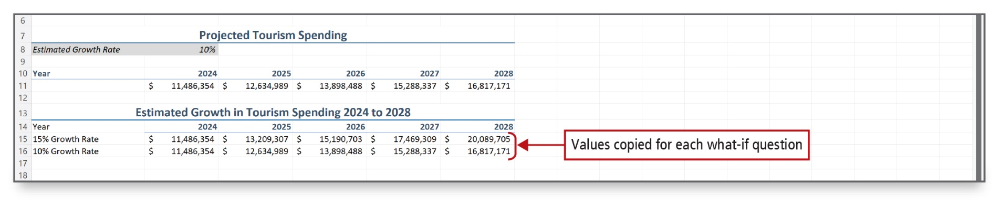 6
7 Projected Tourism Spending
8 Estimated Growth Rate 10%
9
10 Year 2024 2025 2026 2027 2028
11 $ 11,486,354 $ 12,634,989 $ 13,898,488 $ 15,288,337 $ 16,817,171
12
13 Estimated Growth in Tourism Spending 2024 to 2028
14 Year 2024 2025 2026 2027 2028
15 15% Growth Rate $ 11,486,354 $ 13,209,307 $ 15,190,703 $ 17,469,309 $ 20,089,705
Values copied for each what-if question
16 10% Growth Rate $ 11,486,354 $ 12,634,989 $ 13,898,488 $ 15,288,337 $ 16,817,171
17
18